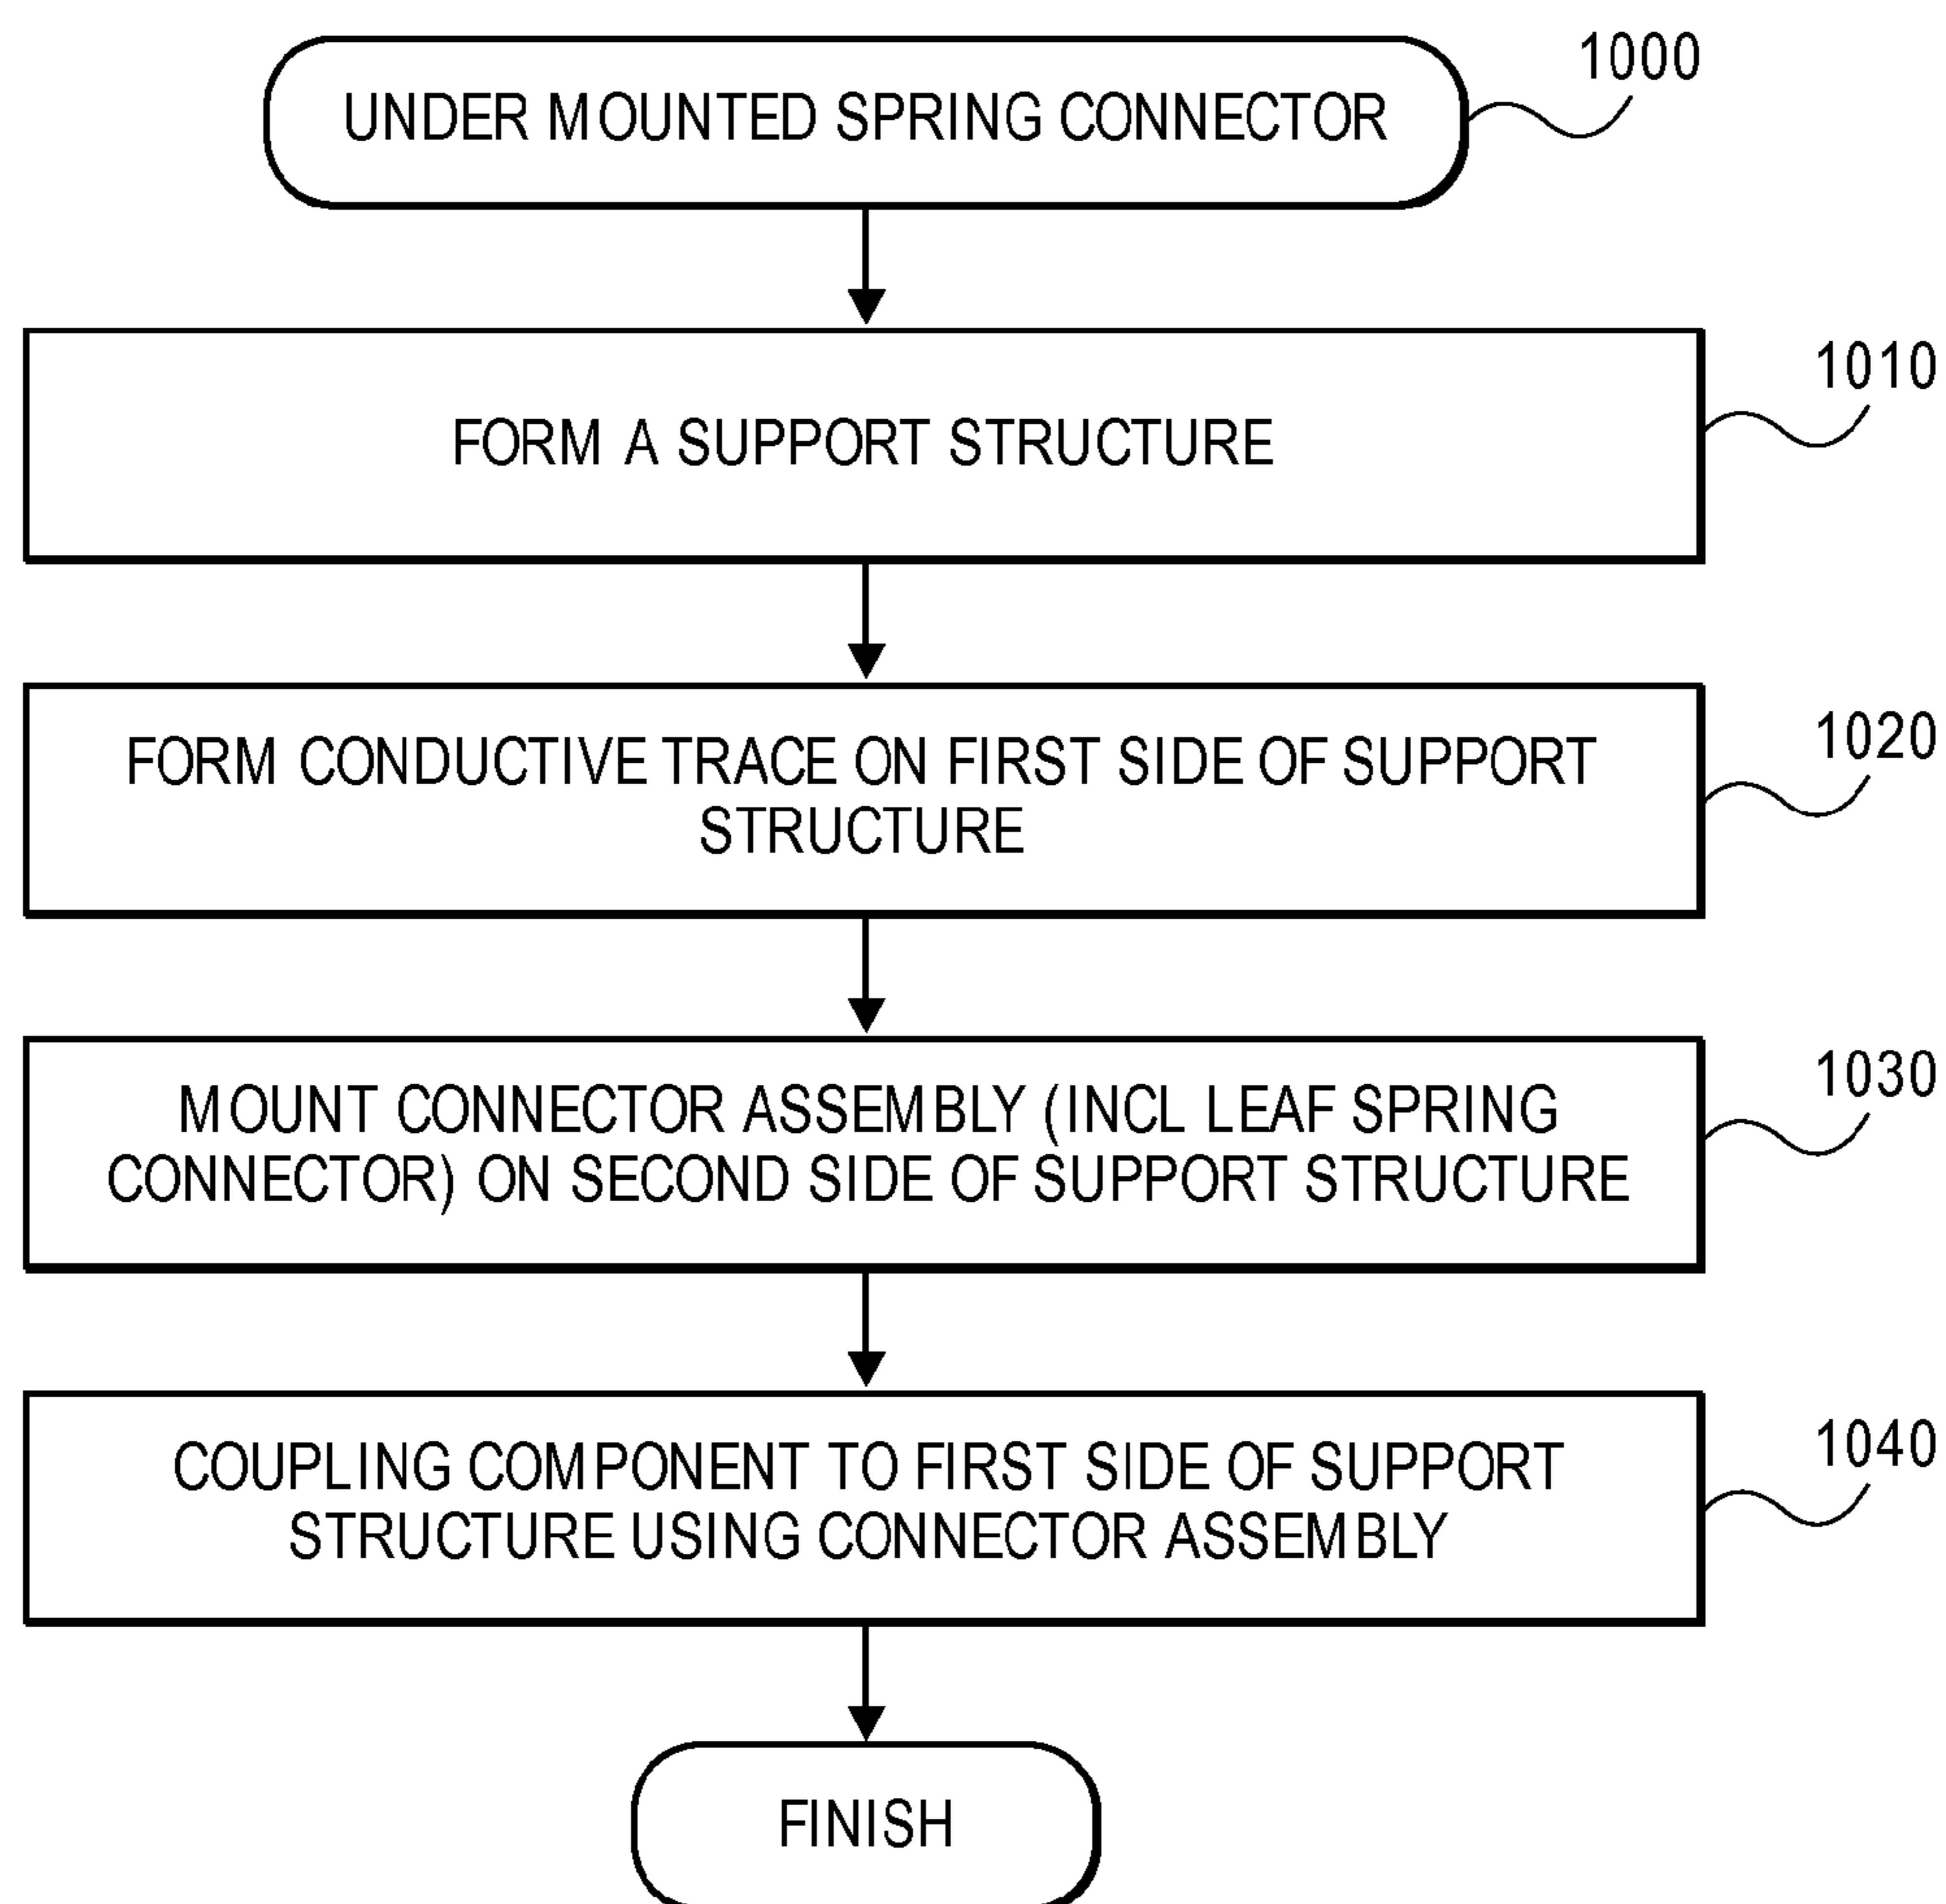 1000
UNDER MOUNTED SPRING CONNECTOR
1010
FORM A SUPPORT STRUCTURE
1020
FORM CONDUCTIVE TRACE ON FIRST SIDE OF SUPPORT
STRUCTURE
1030
MOUNT CONNECTOR ASSEMBLY (INCL LEAF SPRING
CONNECTOR) ON SECOND SIDE OF SUPPORT STRUCTURE
1040
COUPLING COMPONENT TO FIRST SIDE OF SUPPORT
STRUCTURE USING CONNECTOR ASSEMBLY
FINISH